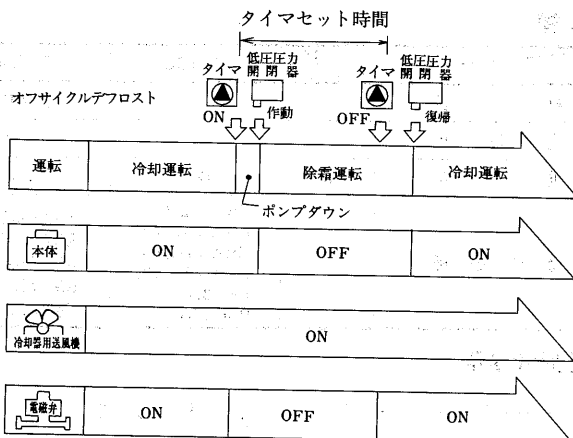 タイマセット時間
タイマ
低圧圧力
開閉器
タイマ
低圧圧力
開閉器
オフサイクルデフロスト
ON
作動
OFF
復帰
運転
冷却運転
除霜運転
冷却運転
ポンプダウン
本体
ON
OFF
ON
冷却器用送風機
ON
電磁弁
ON
OFF
ON